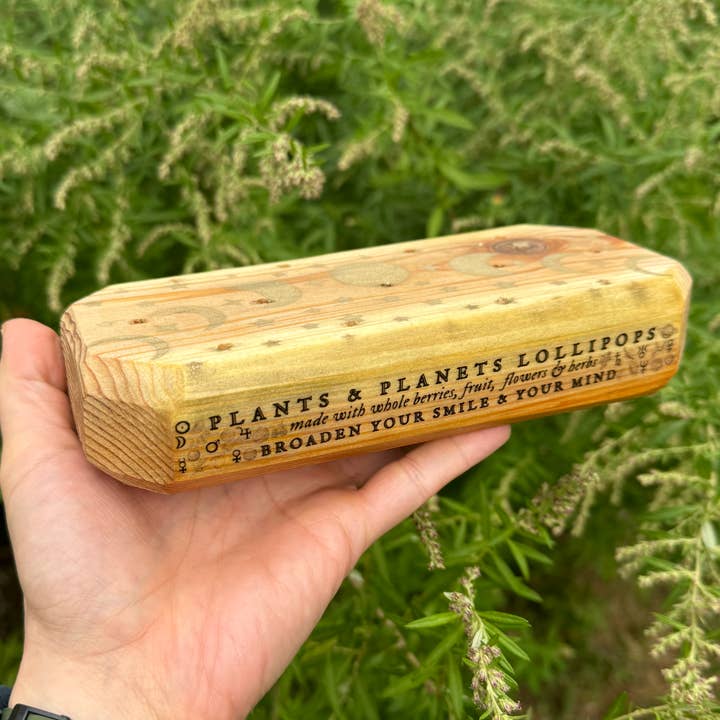 PLANTS & PLANETS LOLLIPOPS
made with whole berries, fruit, flowers & herbs
BROADEN YOUR SMILE & YOUR MIND